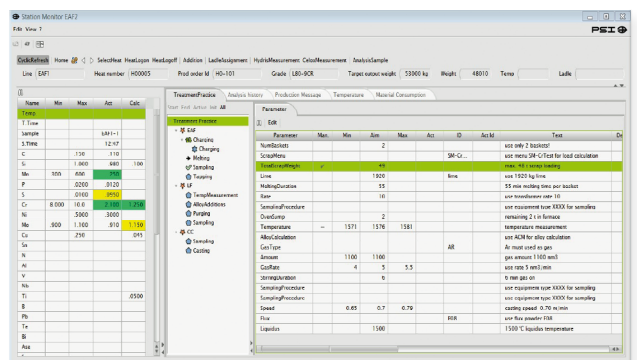 Station Monitor EAF2
Edit View ?
PSI
CyclicRefresh Home SelectHeat HeatLogon HeatLogoff Addition LadleAssignment HydrisMeasurement CeloxMeasurement AnalysisSample
Line EAF1 Heat number H00005 Prod order Id H0-101 Grade L80-9CR Target output weight 53000 kg Weight 48010 Temp Ladle
TreatmentPractice Analysis history Production Message Temperature Material Consumption
Name Min Max Act Calc
Temp
T.Time
Sample EAF1-1
S.Time 12:47
C .150 .110
Si 1.000 .980 .100
Mn .300 .600 .250
P .0200 .0120
S .0100 .0950
Cr 8.000 10.0 2.100 1.250
Ni .5000 .3000
Mo .900 1.100 .910 1.150
Cu .250 .045
Sn
N
Al
V
Nb
Ti .0500
B
Pb
Te
Bi
Ase
All
Treatment Practice
EAF
Charging
Charging
Melting
Sampling
Tapping
LF
TempMeasurement
AlloyAdditions
Purging
Sampling
CC
Sampling
Casting
Parameter
Edit
Parameter Man. Min Aim Max Act ID Act Id Text De
NumBaskets 2 use only 2 baskets!
ScrapMenu SM-Cr... use menu SM-CrTest for load calculation
TotalScrapWeight 49 max. 49 t scrap loading
Lime 1920 lime use 1920 kg lime
MeltingDuration 55 55 min melting time per basket
Rate 10 use transformer rate 10
SamplingProcedure use equipment type XXXX for sampling
OverSump 2 remaining 2 t in furnace
Temperature – 1571 1576 1581 temperature measurement
AlloyCalculation use ACM for alloy calculation
GasType AR Ar must used as gas
Amount 1100 1100 gas amount 1100 nm3
GasRate 4 5 5.5 use rate 5 nm3/min
StirringDuration 6 6 min gas on
SamplingProcedure use equipment type XXXX for sampling
SamplingProcedure use equipment type XXXX for sampling
Speed 0.65 0.7 0.79 casting speed 0.70 m/min
Flux use flux powder
Liquidus 1500 1500 °C liquidus temperature